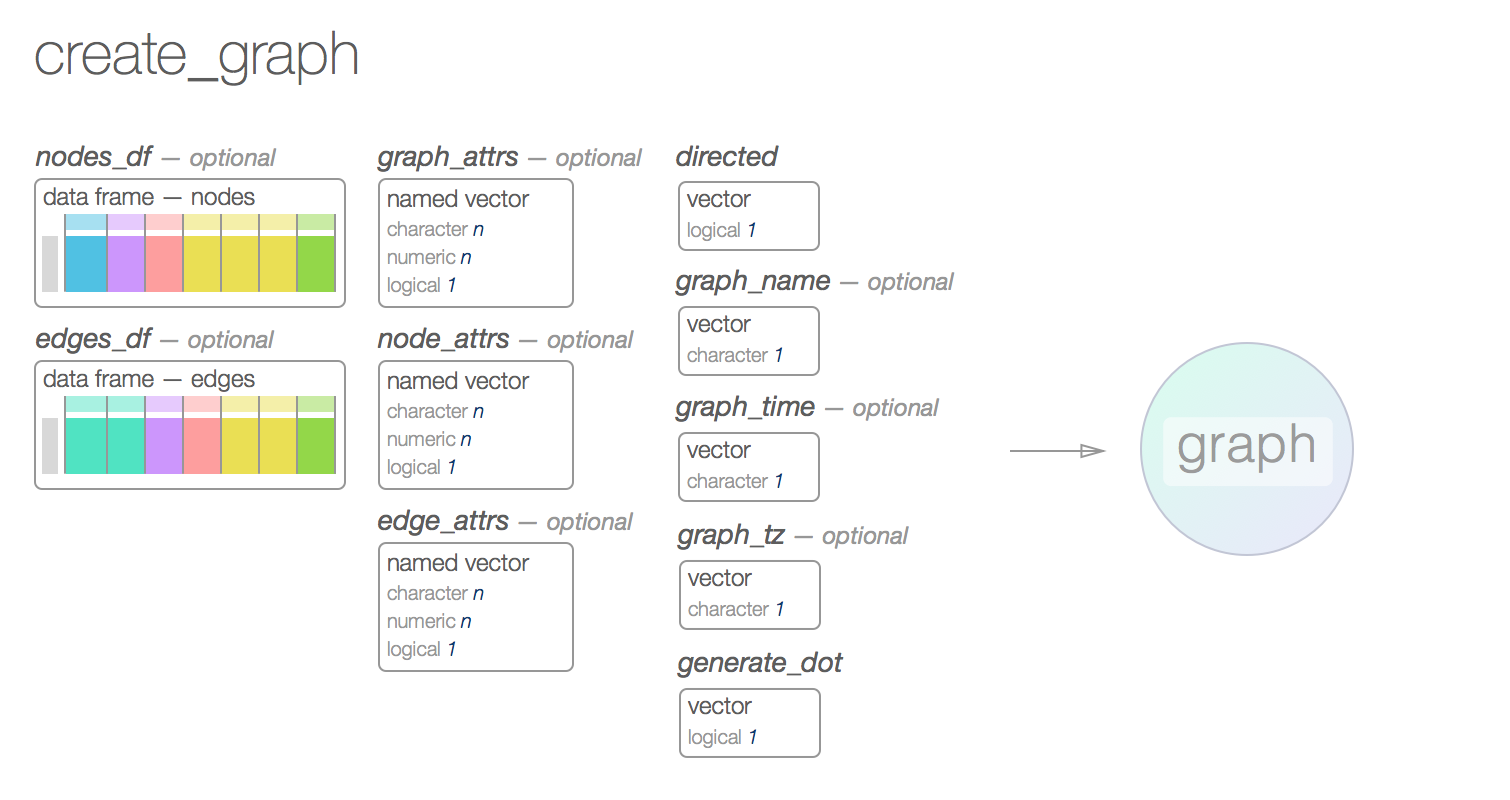 create_graph
nodes_df — optional
data frame — nodes
edges_df — optional
data frame — edges
graph_attrs — optional
named vector
character n
numeric n
logical 1
node_attrs — optional
named vector
character n
numeric n
logical 1
edge_attrs — optional
named vector
character n
numeric n
logical 1
directed
vector
logical 1
graph_name — optional
vector
character 1
graph_time — optional
vector
character 1
graph_tz — optional
vector
character 1
generate_dot
vector
logical 1
graph